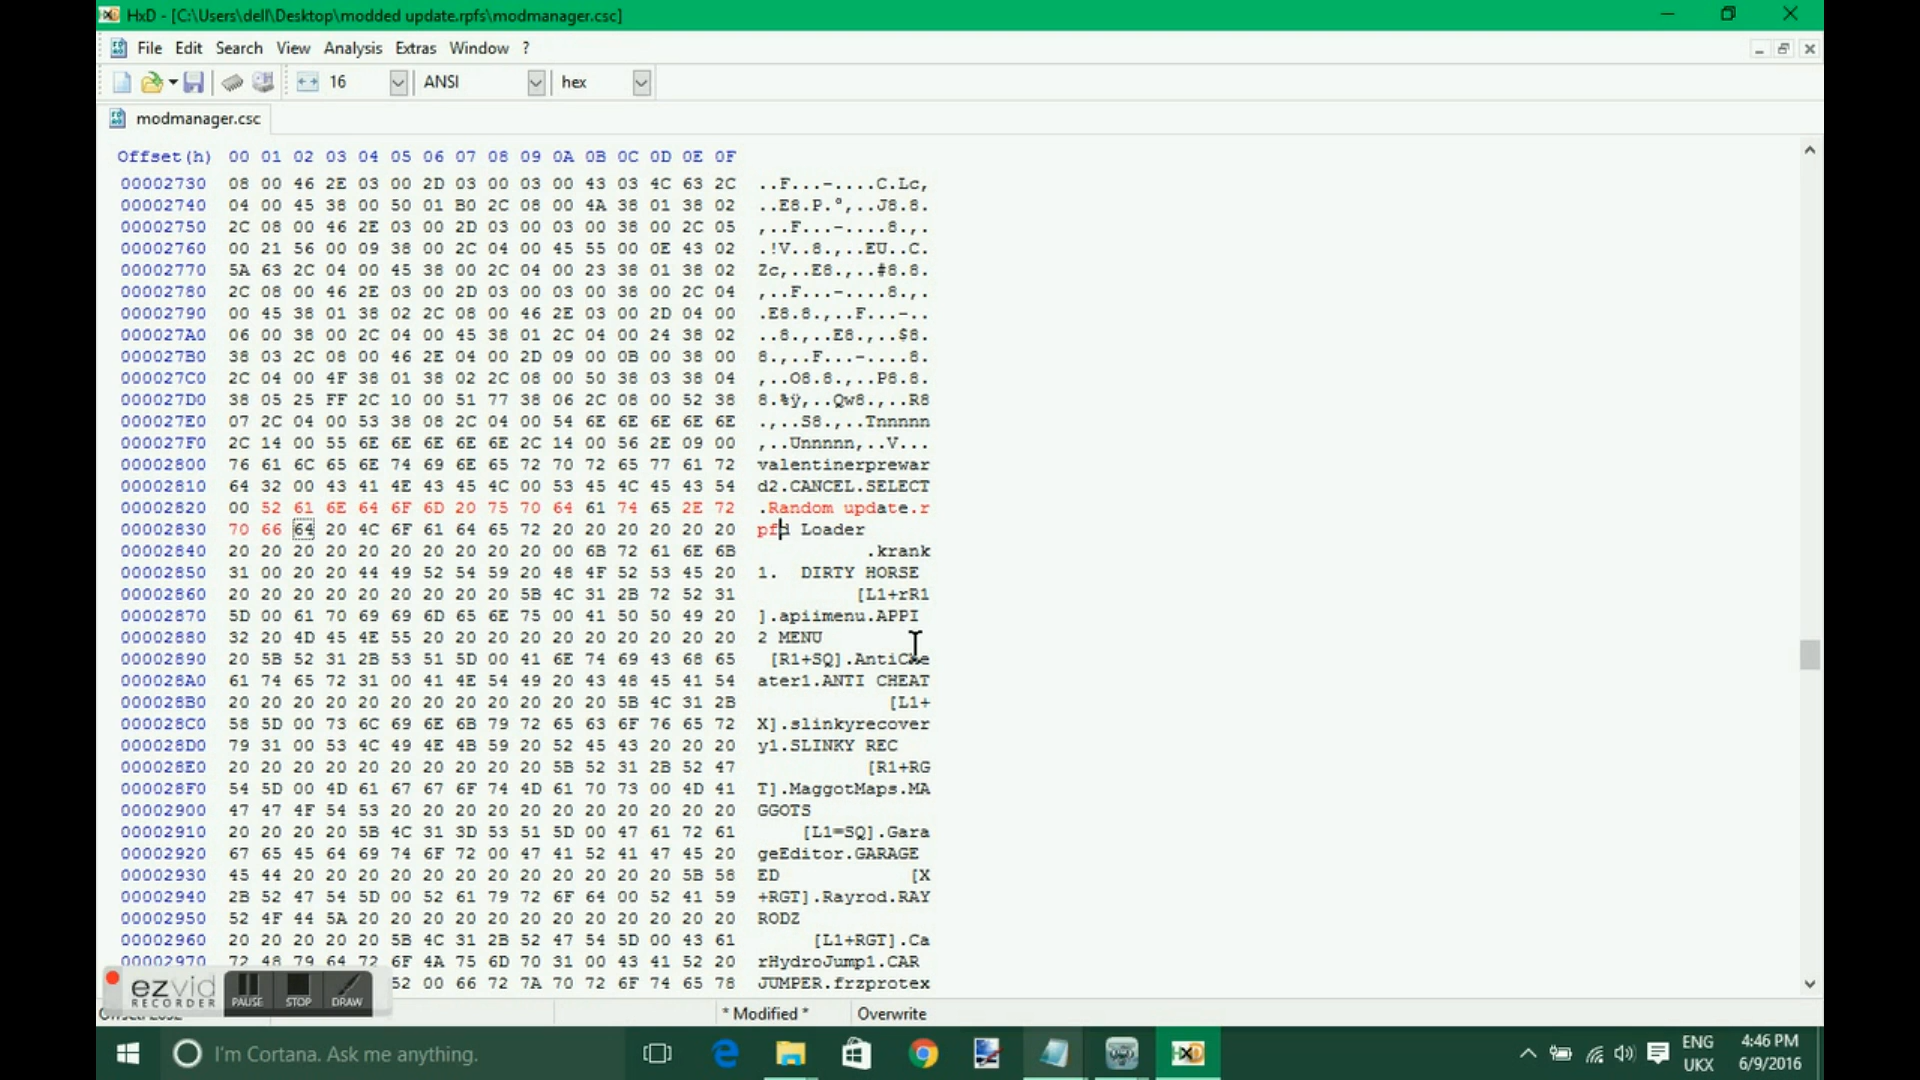 HxD - [C:\Users\dell\Desktop\modded update.rpfs\modmanager.csc]
File Edit Search View Analysis Extras Window ?
16 ANSI hex
modmanager.csc
Offset(h) 00 01 02 03 04 05 06 07 08 09 0A 0B 0C 0D 0E 0F
00002730 08 00 46 2E 03 00 2D 03 00 03 00 43 03 4C 63 2C ..F...-....C.Lc,
00002740 04 00 45 38 00 50 01 B0 2C 08 00 4A 38 01 38 02 ..E8.P.°,..J8.8.
00002750 2C 08 00 46 2E 03 00 2D 03 00 03 00 38 00 2C 05 ,..F...-....8.,.
00002760 00 21 56 00 09 38 00 2C 04 00 45 55 00 0E 43 02 .!V..8.,..EU..C.
00002770 5A 63 2C 04 00 45 38 00 2C 04 00 23 38 01 38 02 Zc,..E8.,..#8.8.
00002780 2C 08 00 46 2E 03 00 2D 03 00 03 00 38 00 2C 04 ,..F...-....8.,.
00002790 00 45 38 01 38 02 2C 08 00 46 2E 03 00 2D 04 00 .E8.8.,..F...-..
000027A0 06 00 38 00 2C 04 00 45 38 01 2C 04 00 24 38 02 ..8.,..E8.,..$8.
000027B0 38 03 2C 08 00 46 2E 04 00 2D 09 00 0B 00 38 00 8.,..F...-....8.
000027C0 2C 04 00 4F 38 01 38 02 2C 08 00 50 38 03 38 04 ,..O8.8.,..P8.8.
000027D0 38 05 25 FF 2C 10 00 51 77 38 06 2C 08 00 52 38 8.%ÿ,..Qw8.,..R8
000027E0 07 2C 04 00 53 38 08 2C 04 00 54 6E 6E 6E 6E 6E .,..S8.,..Tnnnnn
000027F0 2C 14 00 55 6E 6E 6E 6E 6E 2C 14 00 56 2E 09 00 ,..Unnnnn,..V...
00002800 76 61 6C 65 6E 74 69 6E 65 72 70 72 65 77 61 72 valentinerprewar
00002810 64 32 00 43 41 4E 43 45 4C 00 53 45 4C 45 43 54 d2.CANCEL.SELECT
00002820 00 52 61 6E 64 6F 6D 20 75 70 64 61 74 65 2E 72 .Random update.r
00002830 70 66 64 20 4C 6F 61 64 65 72 20 20 20 20 20 20 pfd Loader
00002840 20 20 20 20 20 20 20 20 20 20 00 6B 72 61 6E 6B .krank
00002850 31 00 20 20 44 49 52 54 59 20 48 4F 52 53 45 20 1.  DIRTY HORSE
00002860 20 20 20 20 20 20 20 20 20 5B 4C 31 2B 72 52 31 [L1+rR1
00002870 5D 00 61 70 69 69 6D 65 6E 75 00 41 50 50 49 20 ].apiimenu.APPI
00002880 32 20 4D 45 4E 55 20 20 20 20 20 20 20 20 20 20 2 MENU
00002890 20 5B 52 31 2B 53 51 5D 00 41 6E 74 69 43 68 65 [R1+SQ].AntiChe
000028A0 61 74 65 72 31 00 41 4E 54 49 20 43 48 45 41 54 ater1.ANTI CHEAT
000028B0 20 20 20 20 20 20 20 20 20 20 20 20 5B 4C 31 2B [L1+
000028C0 58 5D 00 73 6C 69 6E 6B 79 72 65 63 6F 76 65 72 X].slinkyrecover
000028D0 79 31 00 53 4C 49 4E 4B 59 20 52 45 43 20 20 20 y1.SLINKY REC
000028E0 20 20 20 20 20 20 20 20 20 20 5B 52 31 2B 52 47 [R1+RG
000028F0 54 5D 00 4D 61 67 67 6F 74 4D 61 70 73 00 4D 41 T].MaggotMaps.MA
00002900 47 47 4F 54 53 20 20 20 20 20 20 20 20 20 20 20 GGOTS
00002910 20 20 20 20 5B 4C 31 3D 53 51 5D 00 47 61 72 61 [L1=SQ].Gara
00002920 67 65 45 64 69 74 6F 72 00 47 41 52 41 47 45 20 geEditor.GARAGE
00002930 45 44 20 20 20 20 20 20 20 20 20 20 20 20 5B 58 ED [X
00002940 2B 52 47 54 5D 00 52 61 79 72 6F 64 00 52 41 59 +RGT].Rayrod.RAY
00002950 52 4F 44 5A 20 20 20 20 20 20 20 20 20 20 20 20 RODZ
00002960 20 20 20 20 20 5B 4C 31 2B 52 47 54 5D 00 43 61 [L1+RGT].Ca
00002970 72 48 79 64 72 6F 4A 75 6D 70 31 00 43 41 52 20 rHydroJump1.CAR
52 00 66 72 7A 70 72 6F 74 65 78 JUMPER.frzprotex
ezvid RECORDER PAUSE STOP DRAW
* Modified * Overwrite
I'm Cortana. Ask me anything.
ENG 4:46 PM
UKX 6/9/2016